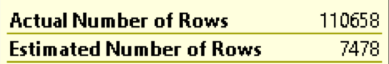 Actual Number of Rows 110658
Estimated Number of Rows 7478